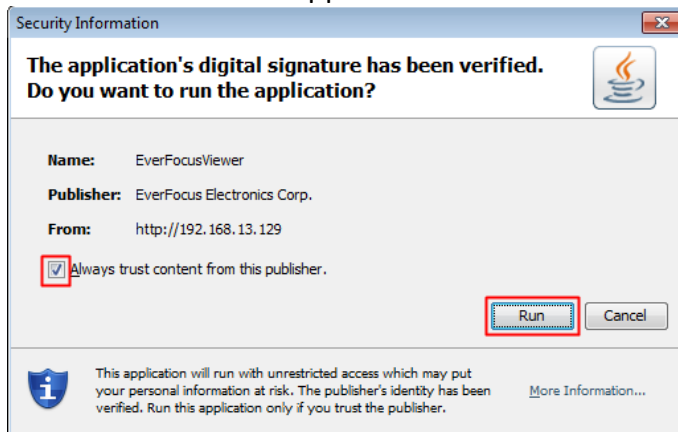 Security Information
The application's digital signature has been verified.
Do you want to run the application?
Name: EverFocusViewer
Publisher: EverFocus Electronics Corp.
From: http://192.168.13.129
Always trust content from this publisher.
Run Cancel
This application will run with unrestricted access which may put
your personal information at risk. The publisher's identity has been
verified. Run this application only if you trust the publisher.
More Information...